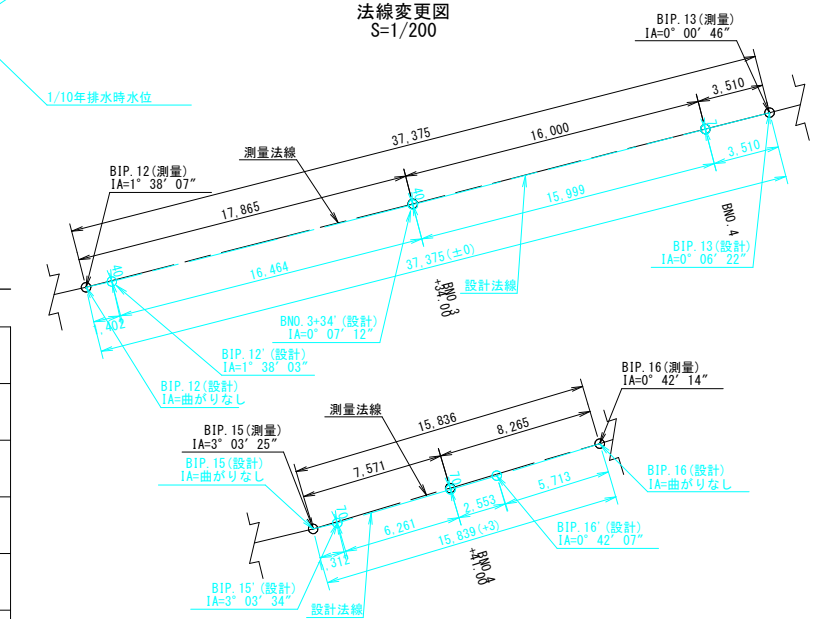 法線変更図
S=1/200
BIP.13(測量)
IA=0° 00′ 46″
1/10年排水時水位
3,510
37,375
16,000
測量法線
BIP.12(測量)
IA=1° 38′ 07″
17,865
3,510
15,999
BNO.4
BIP.13(設計)
IA=0° 06′ 22″
16,464
37,375(±0)
設計法線
BNO.3
+34.00
BNO.3+34′(設計)
IA=0° 07′ 12″
BIP.12′(設計)
IA=1° 38′ 03″
BIP.12(設計)
IA=曲がりなし
BIP.16(測量)
IA=0° 42′ 14″
測量法線
15,836
8,265
BIP.15(測量)
IA=3° 03′ 25″
7,571
BIP.15(設計)
IA=曲がりなし
BIP.16(設計)
IA=曲がりなし
5,713
2,553
6,261
15,839(+3)
BIP.16′(設計)
IA=0° 42′ 07″
BNO.4
+41.00
BIP.15′(設計)
IA=3° 03′ 34″
設計法線